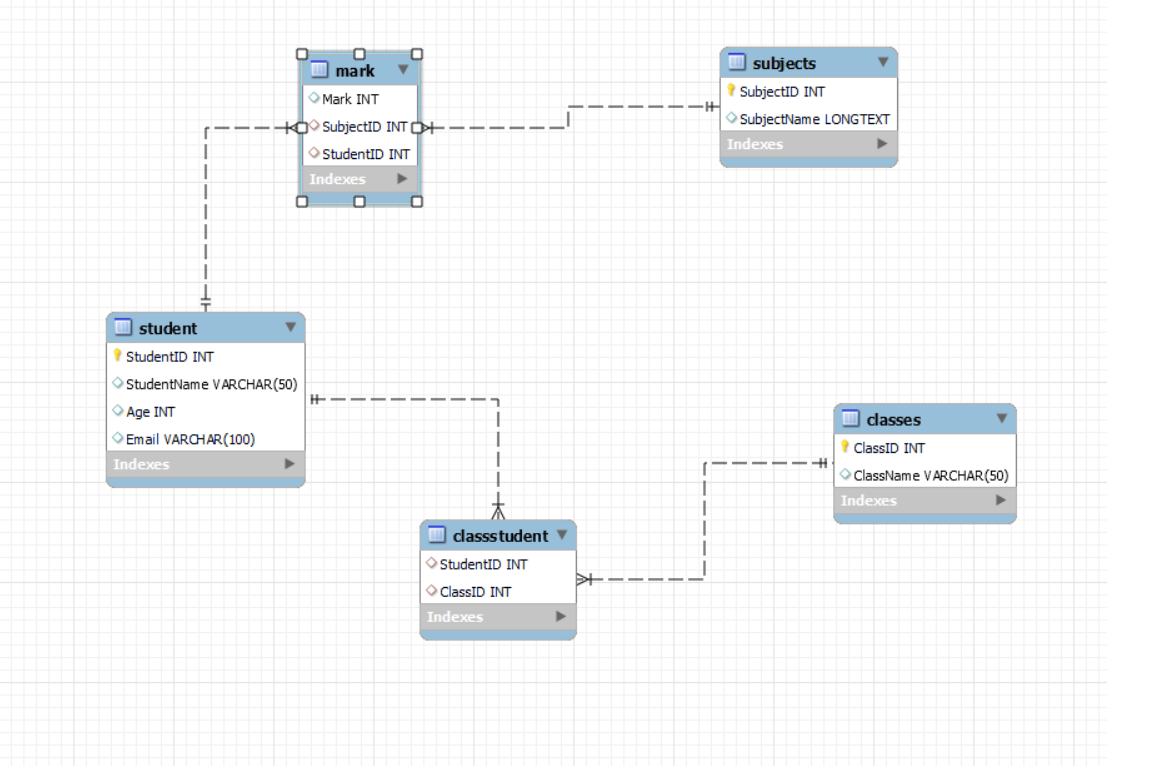 mark
Mark INT
SubjectID INT
StudentID INT
Indexes
subjects
SubjectID INT
SubjectName LONGTEXT
Indexes
student
StudentID INT
StudentName VARCHAR(50)
Age INT
Email VARCHAR(100)
Indexes
classes
ClassID INT
ClassName VARCHAR(50)
Indexes
classstudent
StudentID INT
ClassID INT
Indexes